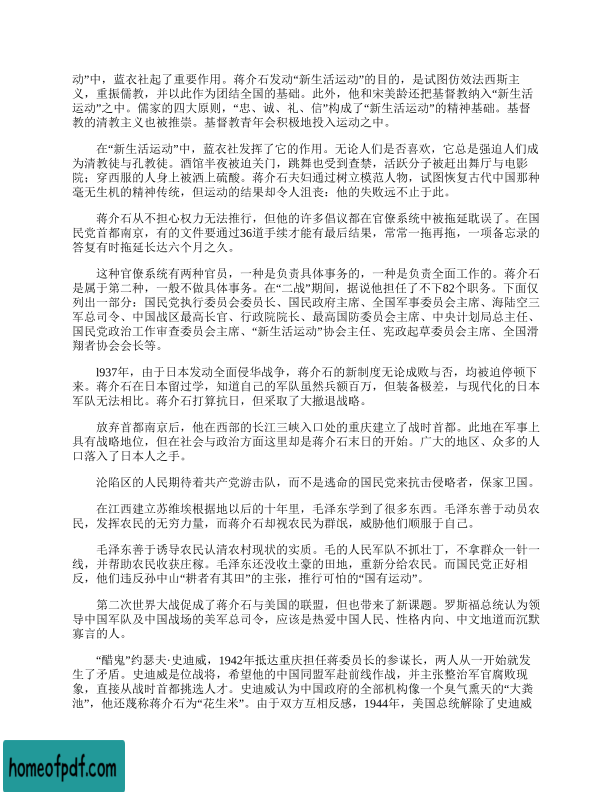 动”中，蓝衣社起了重要作用。蒋介石发动“新生活运动”的目的，是试图仿效法西斯主
义，重振儒教，并以此作为团结全国的基础。此外，他和宋美龄还把基督教纳入“新生活
运动”之中。儒家的四大原则，“忠、诚、礼、信”构成了“新生活运动”的精神基础。基督
教的清教主义也被推崇。基督教青年会积极地投入运动之中。
在“新生活运动”中，蓝衣社发挥了它的作用。无论人们是否喜欢，它总是强迫人们成
为清教徒与孔教徒。酒馆半夜被迫关门，跳舞也受到查禁，活跃分子被赶出舞厅与电影
院；穿西服的人身上被洒上硫酸。蒋介石夫妇通过树立模范人物，试图恢复古代中国那种
毫无生机的精神传统，但运动的结果却令人沮丧：他的失败远不止于此。
蒋介石从不担心权力无法推行，但他的许多倡议都在官僚系统中被拖延耽误了。在国
民党首都南京，有的文件要通过36道手续才能有最后结果，常常一拖再拖，一项备忘录的
答复有时拖延长达六个月之久。
这种官僚系统有两种官员，一种是负责具体事务的，一种是负责全面工作的。蒋介石
是属于第二种，一般不做具体事务。在“二战”期间，据说他担任了不下82个职务。下面仅
列出一部分：国民党执行委员会委员长、国民政府主席、全国军事委员会主席、海陆空三
军总司令、中国战区最高长官、行政院院长、最高国防委员会主席、中央计划局总主任、
国民党政治工作审查委员会主席、“新生活运动”协会主任、宪政起草委员会主席、全国滑
翔者协会会长等。
l937年，由于日本发动全面侵华战争，蒋介石的新制度无论成败与否，均被迫停顿下
来。蒋介石在日本留过学，知道自己的军队虽然兵额百万，但装备极差，与现代化的日本
军队无法相比。蒋介石打算抗日，但采取了大撤退战略。
放弃首都南京后，他在西部的长江三峡入口处的重庆建立了战时首都。此地在军事上
具有战略地位，但在社会与政治方面这里却是蒋介石末日的开始。广大的地区、众多的人
口落入了日本人之手。
沦陷区的人民期待着共产党游击队，而不是逃命的国民党来抗击侵略者，保家卫国。
在江西建立苏维埃根据地以后的十年里，毛泽东学到了很多东西。毛泽东善于动员农
民，发挥农民的无穷力量，而蒋介石却视农民为群氓，威胁他们顺服于自己。
毛泽东善于诱导农民认清农村现状的实质。毛的人民军队不抓壮丁，不拿群众一针一
线，并帮助农民收获庄稼。毛泽东还没收土豪的田地，重新分给农民。而国民党正好相
反，他们违反孙中山“耕者有其田”的主张，推行可怕的“国有运动”。
第二次世界大战促成了蒋介石与美国的联盟，但也带来了新课题。罗斯福总统认为领
导中国军队及中国战场的美军总司令，应该是热爱中国人民、性格内向、中文地道而沉默
寡言的人。
“醋鬼”约瑟夫·史迪威，1942年抵达重庆担任蒋委员长的参谋长，两人从一开始就发
生了矛盾。史迪威是位战将，希望他的中国同盟军赴前线作战，并主张整治军官腐败现
象，直接从战时首都挑选人才。史迪威认为中国政府的全部机构像一个臭气熏天的“大粪
池”，他还蔑称蒋介石为“花生米”。由于双方互相反感，1944年，美国总统解除了史迪威
homeofpdf.com